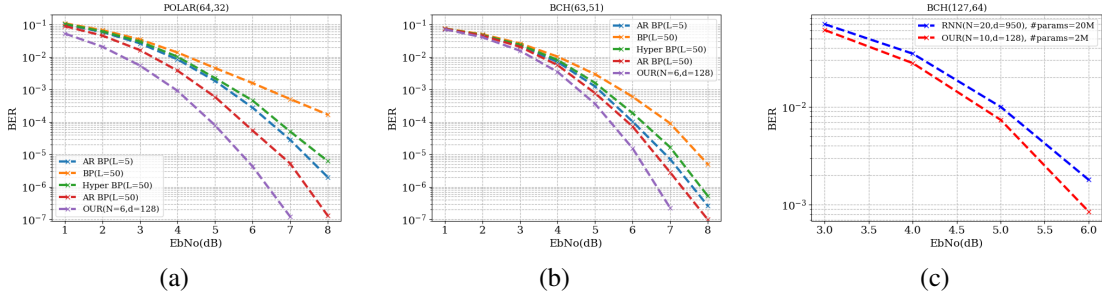 POLAR(64,32)
10⁻¹
10⁻²
10⁻³
10⁻⁴
10⁻⁵
10⁻⁶
10⁻⁷
BER
AR BP(L=5)
BP(L=50)
Hyper BP(L=50)
AR BP(L=50)
OUR(N=6,d=128)
1 2 3 4 5 6 7 8
EbNo(dB)
(a)
BCH(63,51)
10⁻¹
10⁻²
10⁻³
10⁻⁴
10⁻⁵
10⁻⁶
10⁻⁷
BER
AR BP(L=5)
BP(L=50)
Hyper BP(L=50)
AR BP(L=50)
OUR(N=6,d=128)
1 2 3 4 5 6 7 8
EbNo(dB)
(b)
BCH(127,64)
RNN(N=20,d=950), #params=20M
OUR(N=10,d=128), #params=2M
10⁻²
10⁻³
BER
3.0 3.5 4.0 4.5 5.0 5.5 6.0
EbNo(dB)
(c)